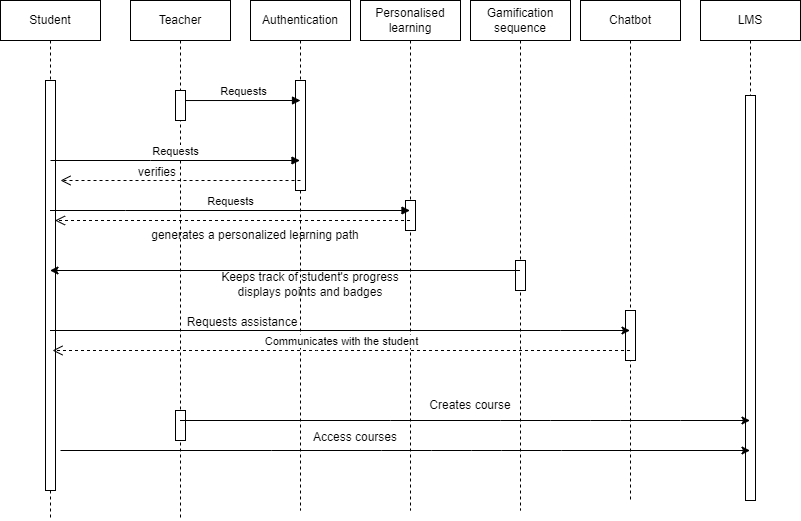 Student
Teacher
Authentication
Personalised
learning
Gamification
sequence
Chatbot
LMS
Requests
Requests
verifies
Requests
generates a personalized learning path
Keeps track of student's progress
displays points and badges
Requests assistance
Communicates with the student
Creates course
Access courses